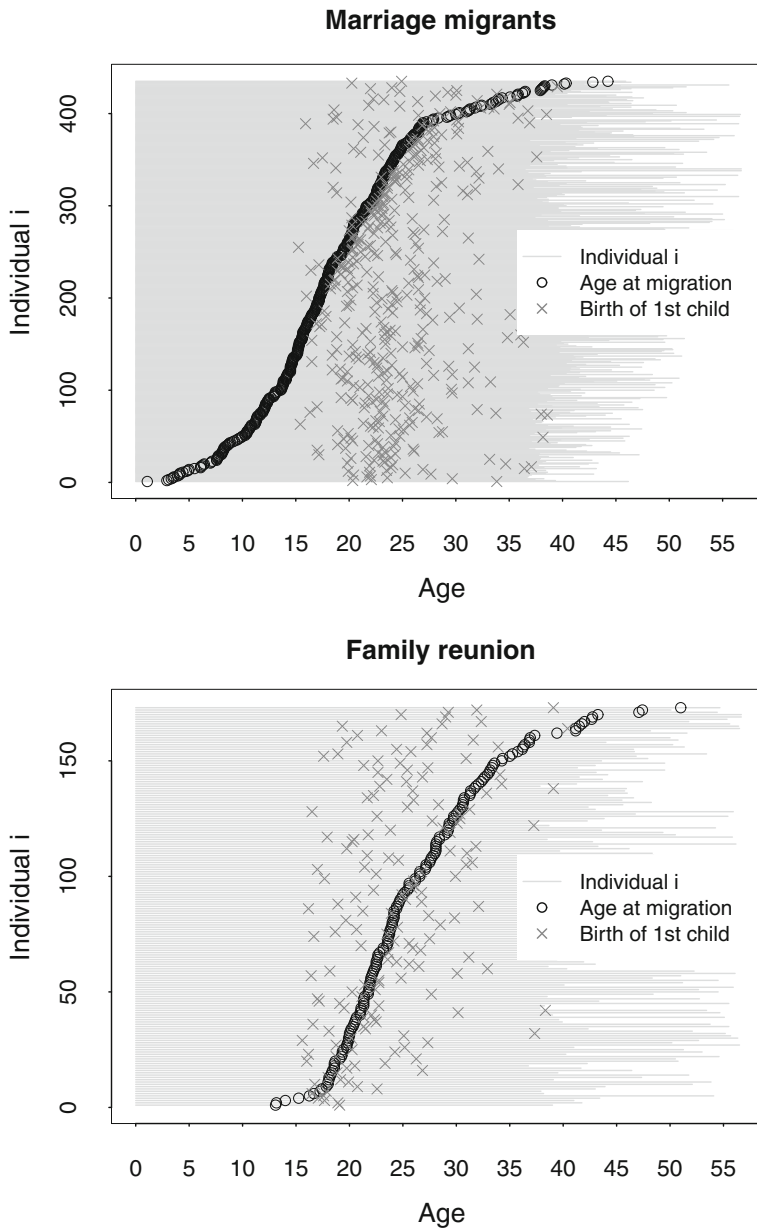 Marriage migrants
Individual i
400
300
200
100
0
Individual i
Age at migration
Birth of 1st child
0 5 10 15 20 25 30 35 40 45 50 55
Age
Family reunion
Individual i
150
100
50
0
Individual i
Age at migration
Birth of 1st child
0 5 10 15 20 25 30 35 40 45 50 55
Age